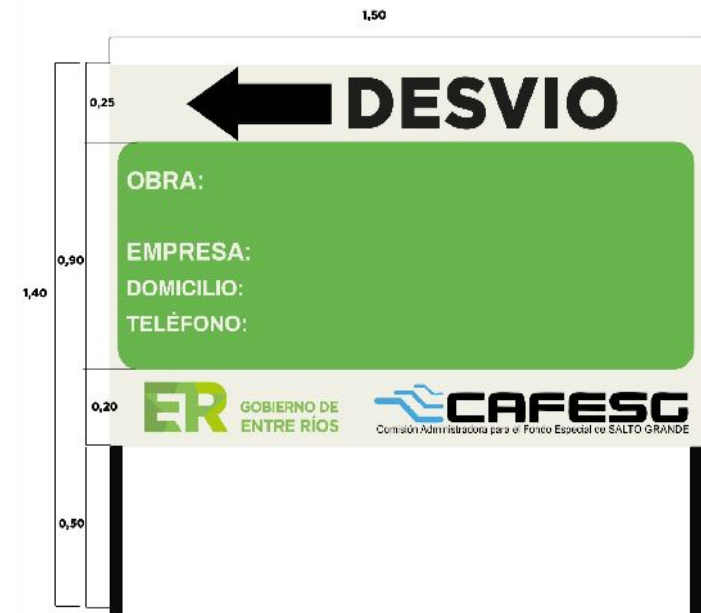 1,50
0,25
DESVIO
OBRA:
EMPRESA:
DOMICILIO:
TELÉFONO:
0,90
1,40
0,20
ER GOBIERNO DE
ENTRE RÍOS
CAFESG
Comisión Administradora para el Fondo Especial de SALTO GRANDE
0,50